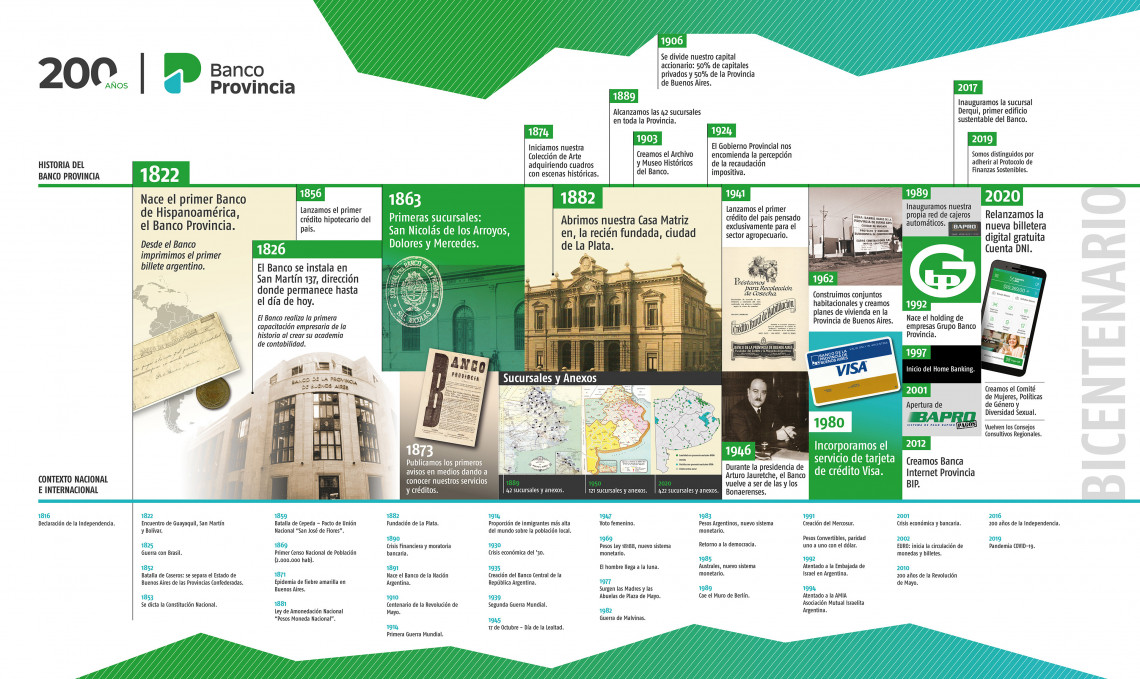 200 AÑOS
Banco
Provincia
HISTORIA DEL
BANCO PROVINCIA
1822
Nace el primer Banco
de Hispanoamérica,
el Banco Provincia.
Desde el Banco
imprimimos el primer
billete argentino.
1856
Lanzamos el primer
crédito hipotecario del
país.
1826
El Banco se instala en
San Martín 137, dirección
donde permanece hasta
el día de hoy.
El Banco realiza la primera
capacitación empresaria de la
historia al crear su academia
de contabilidad.
BANCO DE LA PROVINCIA
DE BUENOS AIRES
1863
Primeras sucursales:
San Nicolás de los Arroyos,
Dolores y Mercedes.
BANCO
PROVINCIA
1873
Publicamos los primeros
avisos en medios dando a
conocer nuestros servicios
y créditos.
1874
Iniciamos nuestra
Colección de Arte
adquiriendo cuadros
con escenas históricas.
1882
Abrimos nuestra Casa Matriz
en, la recién fundada, ciudad
de La Plata.
Sucursales y Anexos
1889
42 sucursales y anexos.
1950
121 sucursales y anexos.
2020
422 sucursales y anexos.
1889
Alcanzamos las 42 sucursales
en toda la Provincia.
1903
Creamos el Archivo
y Museo Históricos
del Banco.
1906
Se divide nuestro capital
accionario: 50% de capitales
privados y 50% de la Provincia
de Buenos Aires.
1924
El Gobierno Provincial nos
encomienda la percepción
de la recaudación
impositiva.
1941
Lanzamos el primer
crédito del país pensado
exclusivamente para el
sector agropecuario.
Préstamos
para Recolección
de Cosecha
1946
Durante la presidencia de
Arturo Jauretche, el Banco
vuelve a ser de las y los
Bonaerenses.
1962
Construimos conjuntos
habitacionales y creamos
planes de vivienda en la
Provincia de Buenos Aires.
BANCO DE LA
PROVINCIA DE
BUENOS AIRES
VISA
1980
Incorporamos el
servicio de tarjeta
de crédito Visa.
1989
Inauguramos nuestra
propia red de cajeros
automáticos.
BAPRO
1992
Nace el holding de
empresas Grupo Banco
Provincia.
1997
Inicio del Home Banking.
2001
Apertura de
BAPRO
PAGOS
2012
Creamos Banca
Internet Provincia
BIP.
2017
Inauguramos la sucursal
Derqui, primer edificio
sustentable del Banco.
2019
Somos distinguidos por
adherir al Protocolo de
Finanzas Sostenibles.
2020
Relanzamos la
nueva billetera
digital gratuita
Cuenta DNI.
Creamos el Comité
de Mujeres, Políticas
de Género y
Diversidad Sexual.
Vuelven los Consejos
Consultivos Regionales.
BICENTENARIO
CONTEXTO NACIONAL
E INTERNACIONAL
1816
Declaración de la Independencia.
1822
Encuentro de Guayaquil, San Martín
y Bolívar.
1825
Guerra con Brasil.
1852
Batalla de Caseros: se separa el Estado de
Buenos Aires de las Provincias Confederadas.
1853
Se dicta la Constitución Nacional.
1859
Batalla de Cepeda – Pacto de Unión
Nacional "San José de Flores".
1869
Primer Censo Nacional de Población
(2.000.000 hab).
1871
Epidemia de fiebre amarilla en
Buenos Aires.
1881
Ley de Amonedación Nacional
"Pesos Moneda Nacional".
1882
Fundación de La Plata.
1890
Crisis financiera y moratoria
bancaria.
1891
Nace el Banco de la Nación
Argentina.
1910
Centenario de la Revolución de
Mayo.
1914
Primera Guerra Mundial.
1914
Proporción de inmigrantes más alta
del mundo sobre la población local.
1930
Crisis económica del '30.
1935
Creación del Banco Central de la
República Argentina.
1939
Segunda Guerra Mundial.
1945
17 de Octubre – Día de la Lealtad.
1947
Voto femenino.
1969
Pesos Ley 18188, nuevo sistema
monetario.
El hombre llega a la luna.
1977
Surgen las Madres y las
Abuelas de Plaza de Mayo.
1982
Guerra de Malvinas.
1983
Pesos Argentinos, nuevo sistema
monetario.
Retorno a la democracia.
1985
Australes, nuevo sistema
monetario.
1989
Cae el Muro de Berlín.
1991
Creación del Mercosur.
Pesos Convertibles, paridad
uno a uno con el dólar.
1992
Atentado a la Embajada de
Israel en Argentina.
1994
Atentado a la AMIA
Asociación Mutual Israelita
Argentina.
2001
Crisis económica y bancaria.
2002
EURO: inicia la circulación de
monedas y billetes.
2010
200 años de la Revolución
de Mayo.
2016
200 años de la Independencia.
2019
Pandemia COVID-19.